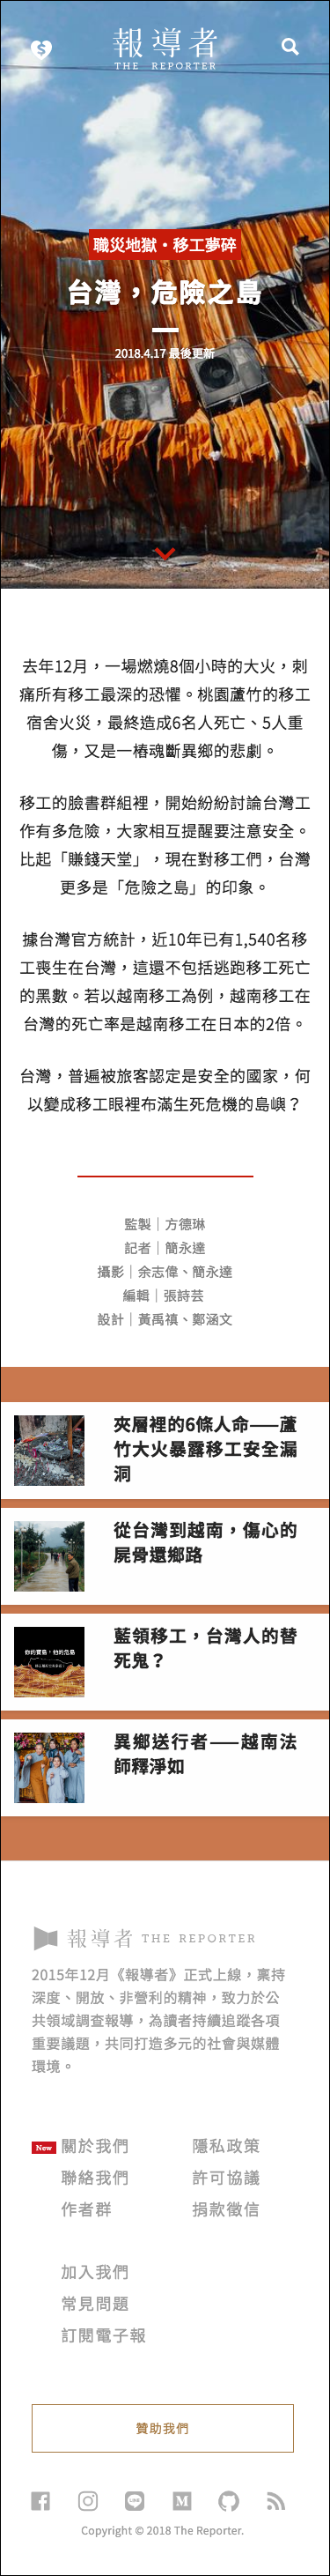 報導者
THE REPORTER
職災地獄・移工夢碎
台灣，危險之島
2018.4.17 最後更新
去年12月，一場燃燒8個小時的大火，刺
痛所有移工最深的恐懼。桃園蘆竹的移工
宿舍火災，最終造成6名人死亡、5人重
傷，又是一樁魂斷異鄉的悲劇。
移工的臉書群組裡，開始紛紛討論台灣工
作有多危險，大家相互提醒要注意安全。
比起「賺錢天堂」，現在對移工們，台灣
更多是「危險之島」的印象。
據台灣官方統計，近10年已有1,540名移
工喪生在台灣，這還不包括逃跑移工死亡
的黑數。若以越南移工為例，越南移工在
台灣的死亡率是越南移工在日本的2倍。
台灣，普遍被旅客認定是安全的國家，何
以變成移工眼裡布滿生死危機的島嶼？
監製｜方德琳
記者｜簡永達
攝影｜余志偉、簡永達
編輯｜張詩芸
設計｜黃禹禛、鄭涵文
夾層裡的6條人命——蘆
竹大火暴露移工安全漏
洞
從台灣到越南，傷心的
屍骨還鄉路
藍領移工，台灣人的替
死鬼？
異鄉送行者——越南法
師釋淨如
報導者 THE REPORTER
2015年12月《報導者》正式上線，稟持
深度、開放、非營利的精神，致力於公
共領域調查報導，為讀者持續追蹤各項
重要議題，共同打造多元的社會與媒體
環境。
New 關於我們
隱私政策
聯絡我們
許可協議
作者群
捐款徵信
加入我們
常見問題
訂閱電子報
贊助我們
Copyright © 2018 The Reporter.